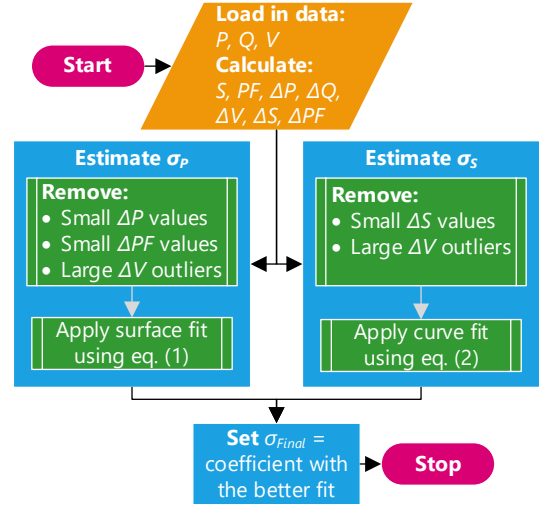 Start
Load in data:
P, Q, V
Calculate:
S, PF, ΔP, ΔQ,
ΔV, ΔS, ΔPF
Estimate σP
Remove:
• Small ΔP values
• Small ΔPF values
• Large ΔV outliers
Apply surface fit
using eq. (1)
Estimate σS
Remove:
• Small ΔS values
• Large ΔV outliers
Apply curve fit
using eq. (2)
Set σFinal =
coefficient with
the better fit
Stop